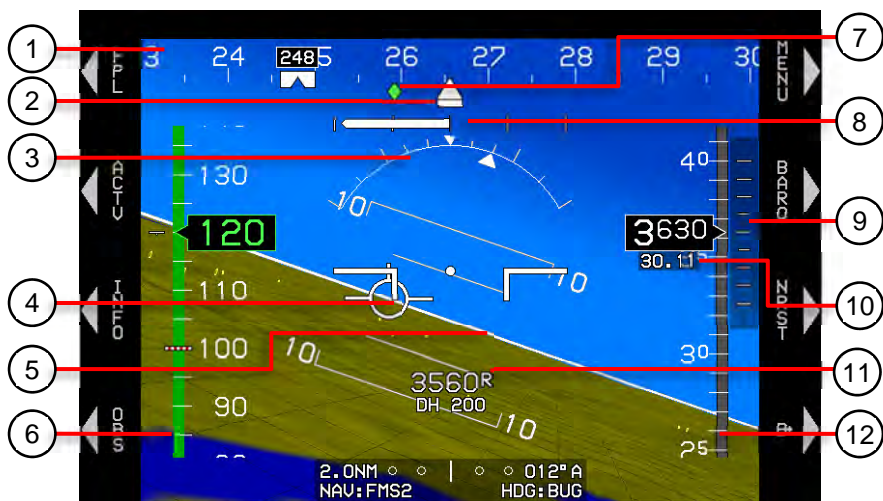 1 2 3 4 5 6
7 8 9 10 11 12
FPL
ACTV
INFO
OBS
MENU
BARO
NPST
3 24 248 5 26 27 28 29 30
130
120
110
100
90
40
3630
30.11
30
25
10 10
10 10
3560R
DH 200
2.0NM 012°A
NAV:FMS2 HDG:BUG